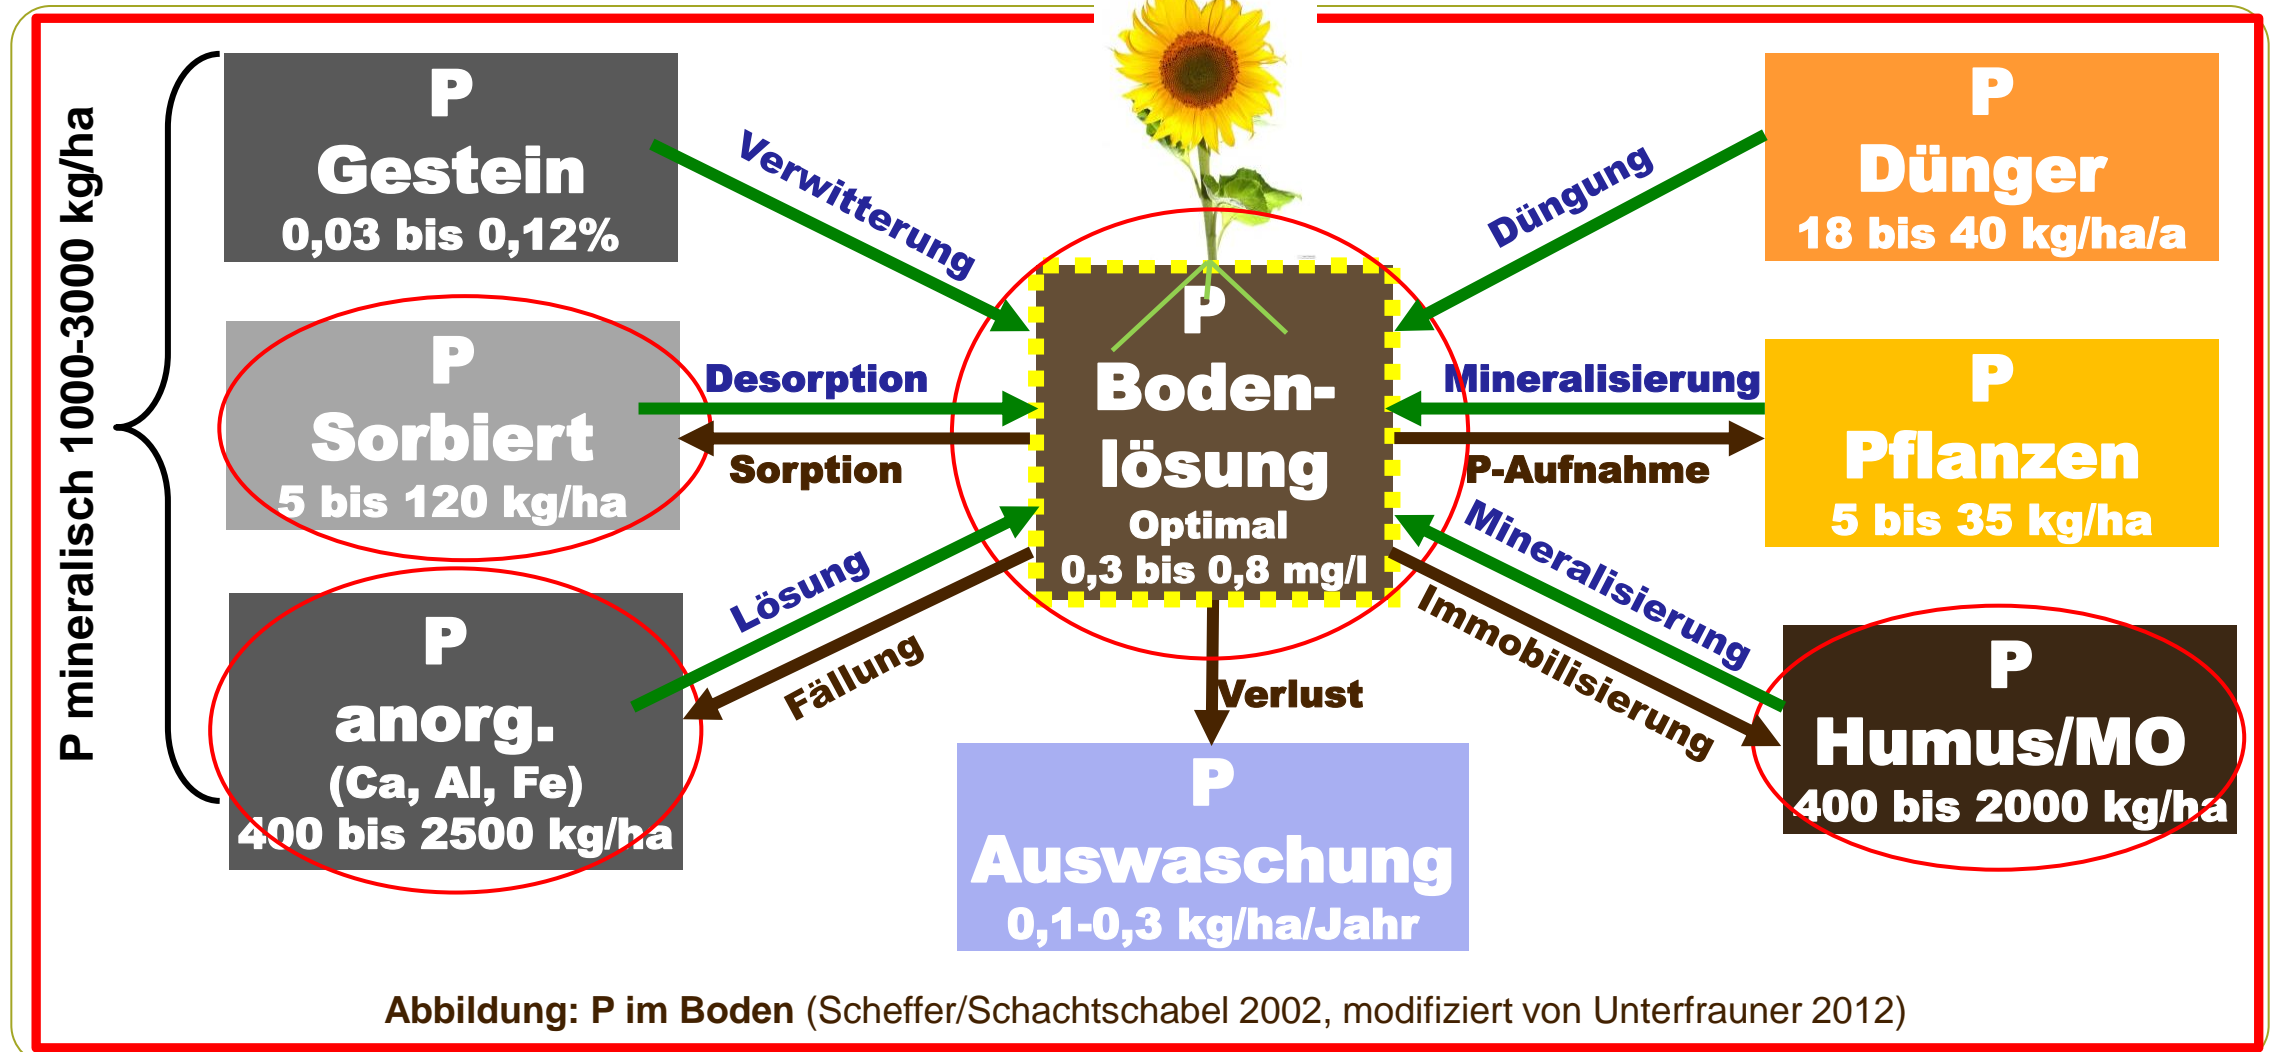 P mineralisch 1000-3000 kg/ha
P
Gestein
0,03 bis 0,12%
P
Sorbiert
5 bis 120 kg/ha
P
anorg.
(Ca, Al, Fe)
400 bis 2500 kg/ha
Verwitterung
Desorption
Sorption
Lösung
Fällung
P
Boden-
lösung
Optimal
0,3 bis 0,8 mg/l
Verlust
P
Auswaschung
0,1-0,3 kg/ha/Jahr
Düngung
Mineralisierung
P-Aufnahme
Mineralisierung
Immobilisierung
P
Dünger
18 bis 40 kg/ha/a
P
Pflanzen
5 bis 35 kg/ha
P
Humus/MO
400 bis 2000 kg/ha
Abbildung: P im Boden (Scheffer/Schachtschabel 2002, modifiziert von Unterfrauner 2012)